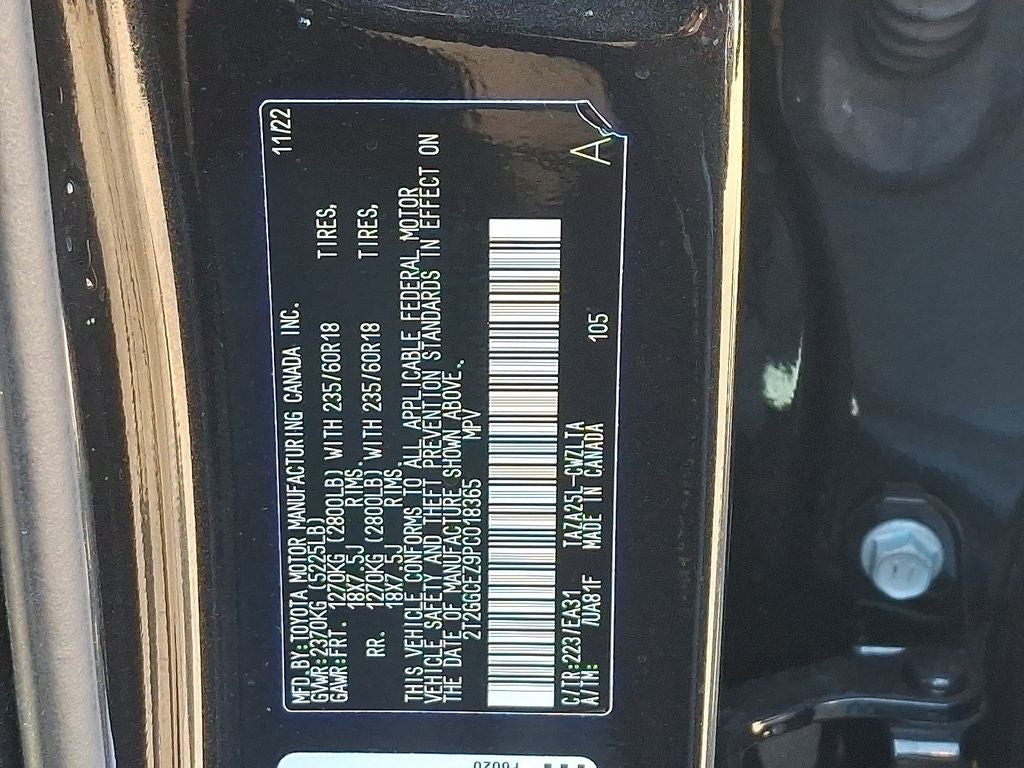 MFD.BY:TOYOTA MOTOR MANUFACTURING CANADA INC. 11/22
GVWR:2370KG (5225LB)
GAWR:FRT. 1270KG (2800LB) WITH 235/60R18 TIRES,
18X7.5J RIMS.
RR. 1270KG (2800LB) WITH 235/60R18 TIRES,
18X7.5J RIMS.
THIS VEHICLE CONFORMS TO ALL APPLICABLE FEDERAL MOTOR
VEHICLE SAFETY AND THEFT PREVENTION STANDARDS IN EFFECT ON
THE DATE OF MANUFACTURE SHOWN ABOVE.
2T2GGGEZ9PC018365 MPV
C/TR:223/EA31 TAZA25L-GWZLTA 105 A
A/TM: /UA81F MADE IN CANADA